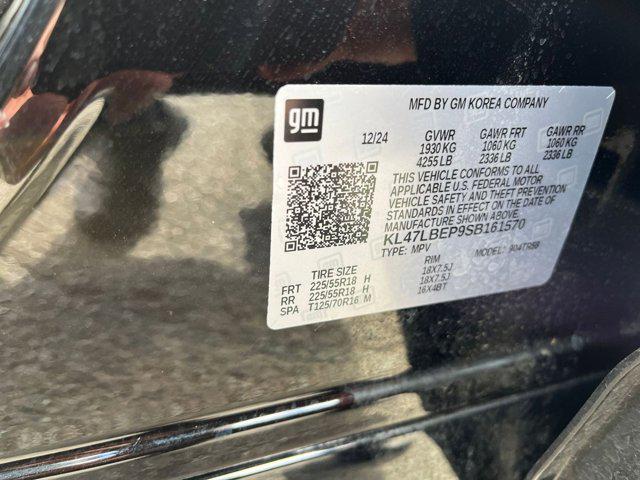 gm
MFD BY GM KOREA COMPANY
12/24
GVWR GAWR FRT GAWR RR
1930 KG 1060 KG 1060 KG
4255 LB 2336 LB 2336 LB
THIS VEHICLE CONFORMS TO ALL
APPLICABLE U.S. FEDERAL MOTOR
VEHICLE SAFETY AND THEFT PREVENTION
STANDARDS IN EFFECT ON THE DATE OF
MANUFACTURE SHOWN ABOVE.
KL47LBEP9SB161570
TYPE: MPV MODEL: 904TR58
TIRE SIZE RIM
FRT 225/55R18 H 18X7.5J
RR 225/55R18 H 18X7.5J
SPA T125/70R16 M 16X4BT